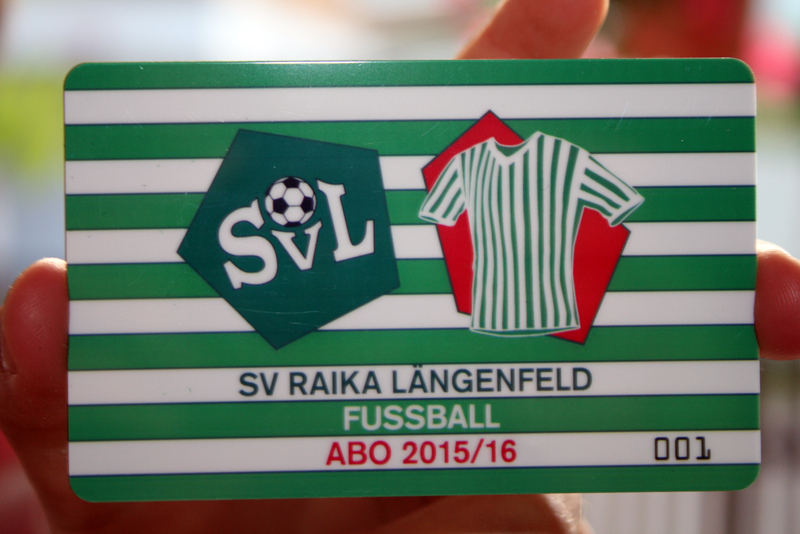 SvL
SV RAIKA LÄNGENFELD
FUSSBALL
ABO 2015/16
001